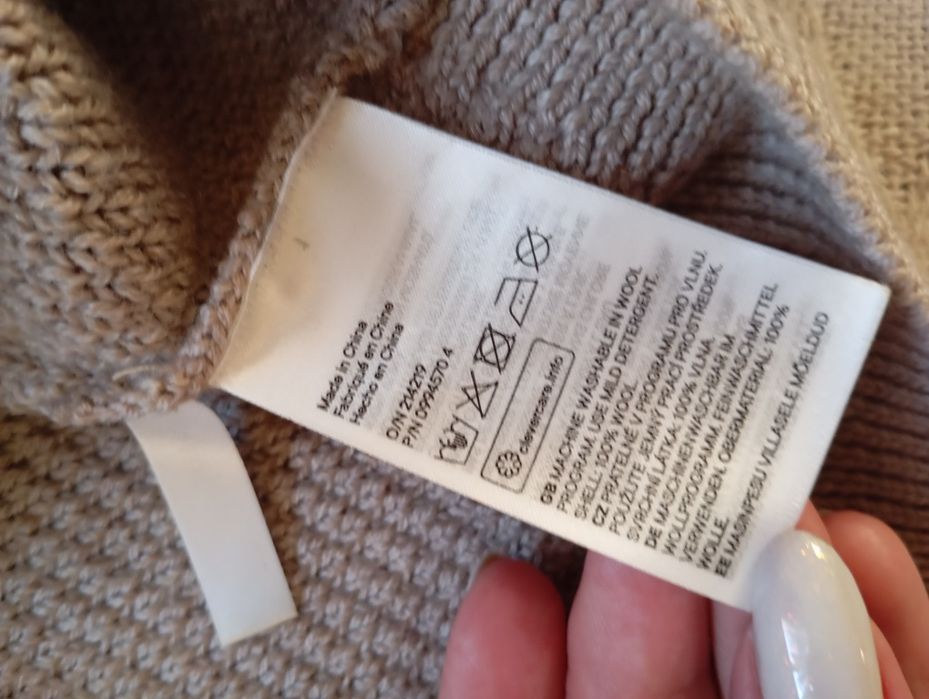 Made in China
Fabriqué en Chine
Hecho en China
O/N 224219
P/N 0994570 4
clevercare.info
GB MACHINE WASHABLE IN WOOL
PROGRAM. USE MILD DETERGENT.
SHELL: 100% WOOL
CZ PRATELNÉ V PROGRAMU PRO VLNU.
POUŽIJTE JEMNÝ PRACÍ PROSTŘEDEK.
SVRCHNÍ LÁTKA: 100% VLNA
DE MASCHINENWASCHBAR IM
WOLLPROGRAMM. FEINWASCHMITTEL
VERWENDEN. OBERMATERIAL: 100%
WOLLE
EE MASINPESU VILLASELE MÕELDUD